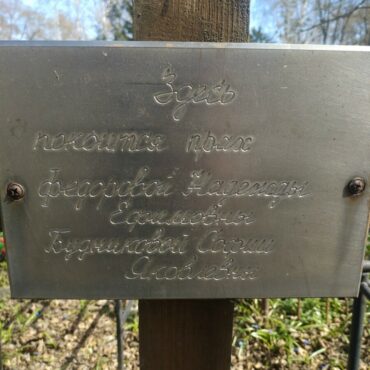 Здесь
покоится прах
Федоровой Надежды
Ефимовны
Будниковой Софии
Яковлевны